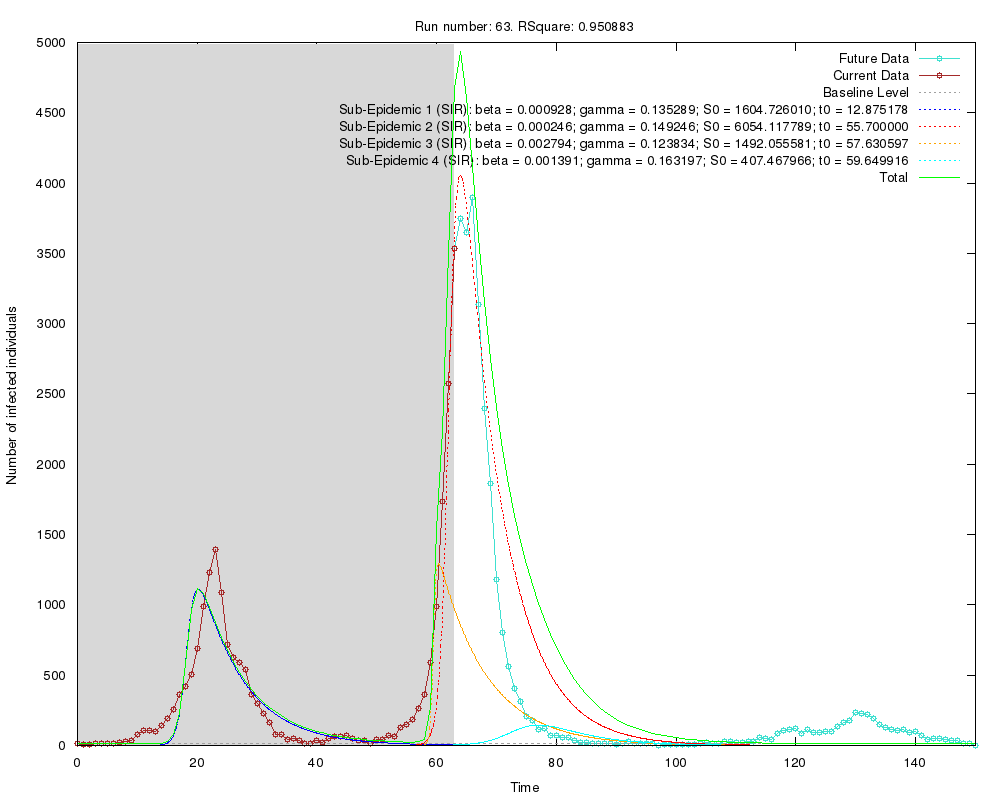 Run number: 63. RSquare: 0.950883
Future Data
Current Data
Baseline Level
Sub-Epidemic 1 (SIR): beta = 0.000928; gamma = 0.135289; S0 = 1604.726010; t0 = 12.875178
Sub-Epidemic 2 (SIR): beta = 0.000246; gamma = 0.149246; S0 = 6054.117789; t0 = 55.700000
Sub-Epidemic 3 (SIR): beta = 0.002794; gamma = 0.123834; S0 = 1492.055581; t0 = 57.630597
Sub-Epidemic 4 (SIR): beta = 0.001391; gamma = 0.163197; S0 = 407.467966; t0 = 59.649916
Total
Number of infected individuals
5000
4500
4000
3500
3000
2500
2000
1500
1000
500
0
0 20 40 60 80 100 120 140
Time